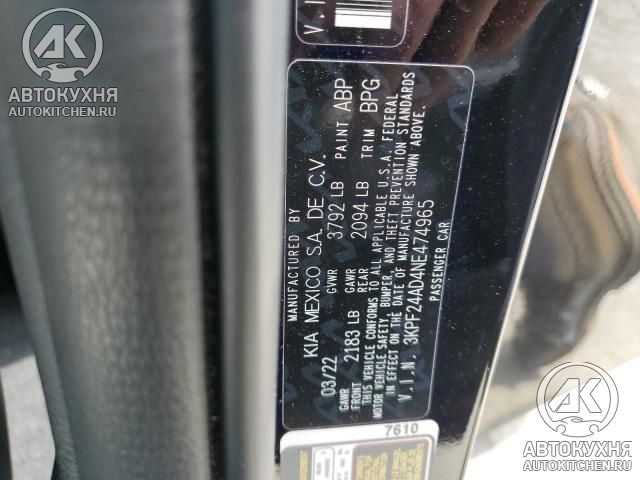 АК
АВТОКУХНЯ
AUTOKITCHEN.RU
V.I
MANUFACTURED BY
KIA MEXICO S.A. DE C.V.
03/22 GVWR 3792 LB PAINT ABP
GAWR FRONT 2183 LB GAWR REAR 2094 LB TRIM BPG
THIS VEHICLE CONFORMS TO ALL APPLICABLE U.S.A. FEDERAL
MOTOR VEHICLE SAFETY, BUMPER, AND THEFT PREVENTION STANDARDS
IN EFFECT ON THE DATE OF MANUFACTURE SHOWN ABOVE.
V.I.N. 3KPF24AD4NE474965
PASSENGER CAR
7610
АК
АВТОКУХНЯ
AUTOKITCHEN.RU